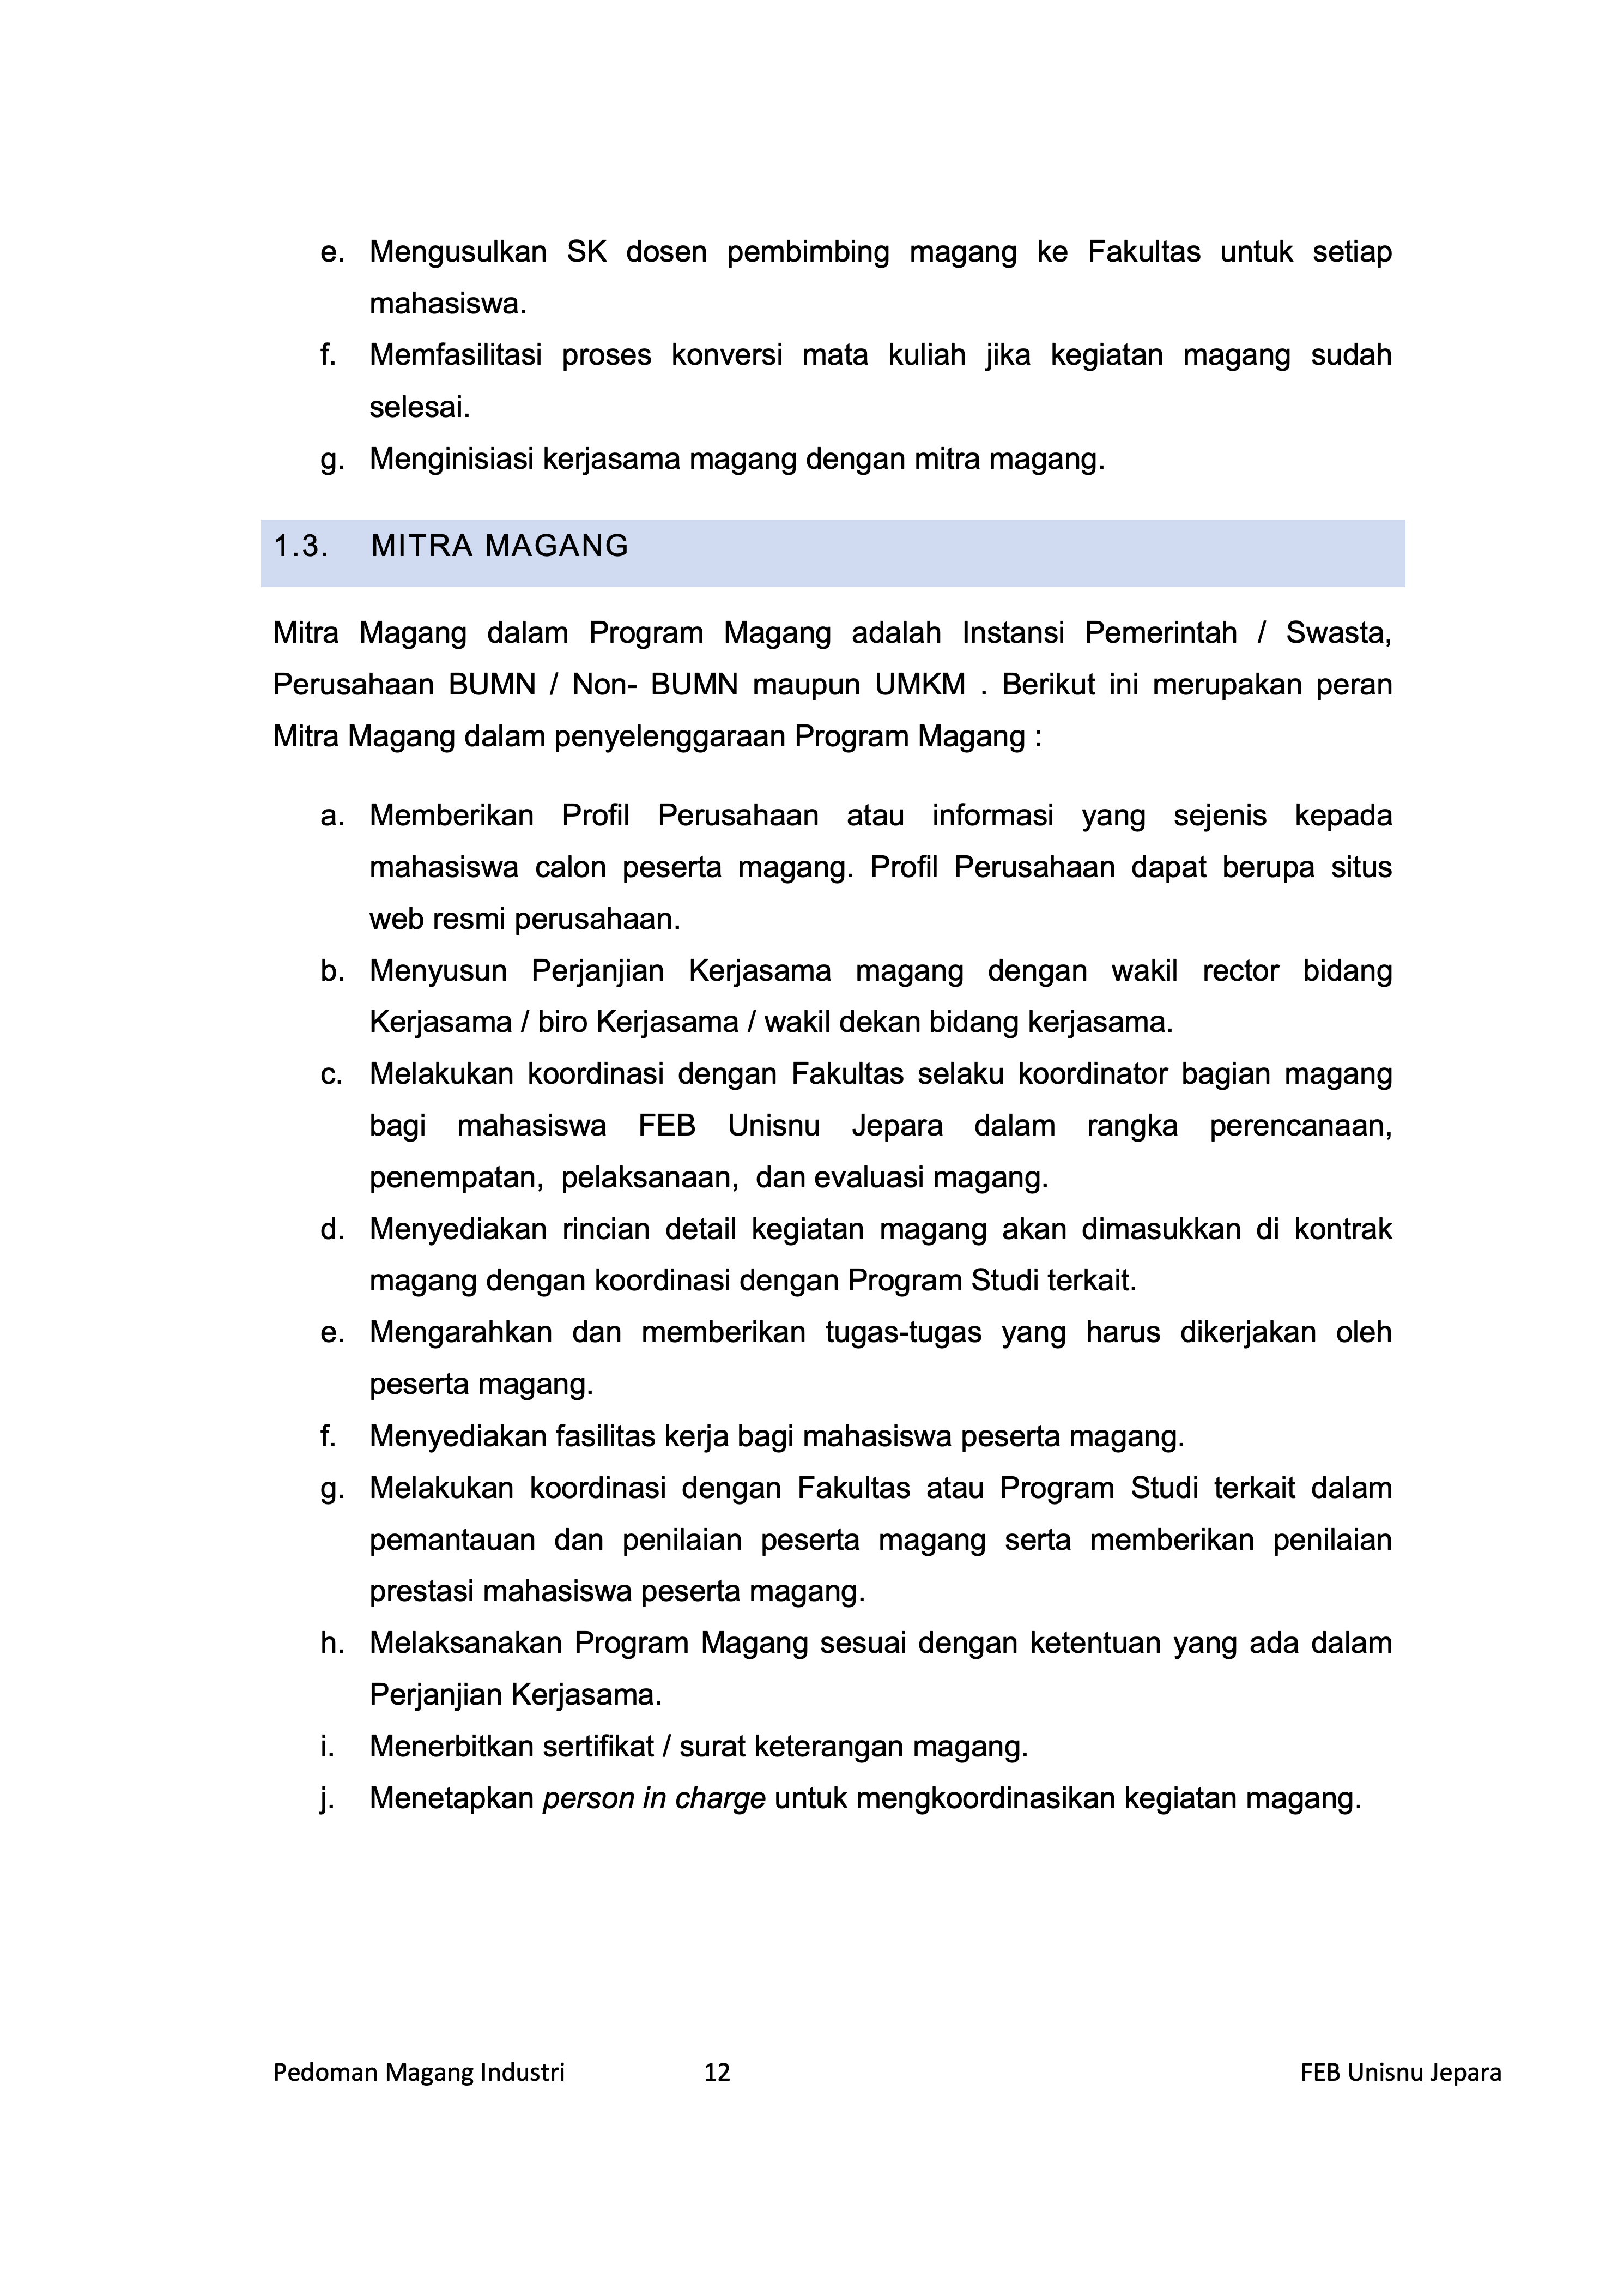 e. Mengusulkan SK dosen pembimbing magang ke Fakultas untuk setiap
mahasiswa.
f. Memfasilitasi proses konversi mata kuliah jika kegiatan magang sudah
selesai.
g. Menginisiasi kerjasama magang dengan mitra magang.
1.3. MITRA MAGANG
Mitra Magang dalam Program Magang adalah Instansi Pemerintah / Swasta,
Perusahaan BUMN / Non- BUMN maupun UMKM . Berikut ini merupakan peran
Mitra Magang dalam penyelenggaraan Program Magang :
a. Memberikan Profil Perusahaan atau informasi yang sejenis kepada
mahasiswa calon peserta magang. Profil Perusahaan dapat berupa situs
web resmi perusahaan.
b. Menyusun Perjanjian Kerjasama magang dengan wakil rector bidang
Kerjasama / biro Kerjasama / wakil dekan bidang kerjasama.
c. Melakukan koordinasi dengan Fakultas selaku koordinator bagian magang
bagi mahasiswa FEB Unisnu Jepara dalam rangka perencanaan,
penempatan, pelaksanaan, dan evaluasi magang.
d. Menyediakan rincian detail kegiatan magang akan dimasukkan di kontrak
magang dengan koordinasi dengan Program Studi terkait.
e. Mengarahkan dan memberikan tugas-tugas yang harus dikerjakan oleh
peserta magang.
f. Menyediakan fasilitas kerja bagi mahasiswa peserta magang.
g. Melakukan koordinasi dengan Fakultas atau Program Studi terkait dalam
pemantauan dan penilaian peserta magang serta memberikan penilaian
prestasi mahasiswa peserta magang.
h. Melaksanakan Program Magang sesuai dengan ketentuan yang ada dalam
Perjanjian Kerjasama.
i. Menerbitkan sertifikat / surat keterangan magang.
j. Menetapkan person in charge untuk mengkoordinasikan kegiatan magang.
Pedoman Magang Industri 12 FEB Unisnu Jepara